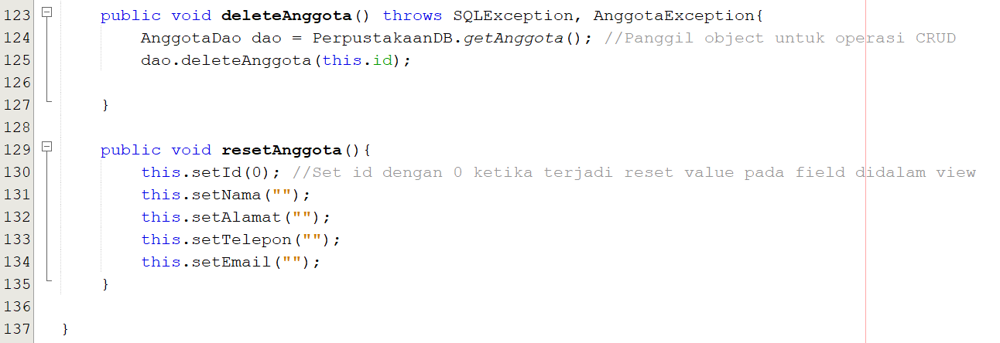 123 public void deleteAnggota() throws SQLException, AnggotaException{
124 AnggotaDao dao = PerpustakaanDB.getAnggota(); //Panggil object untuk operasi CRUD
125 dao.deleteAnggota(this.id);
126
127 }
128
129 public void resetAnggota(){
130 this.setId(0); //Set id dengan 0 ketika terjadi reset value pada field didalam view
131 this.setNama("");
132 this.setAlamat("");
133 this.setTelepon("");
134 this.setEmail("");
135 }
136
137 }